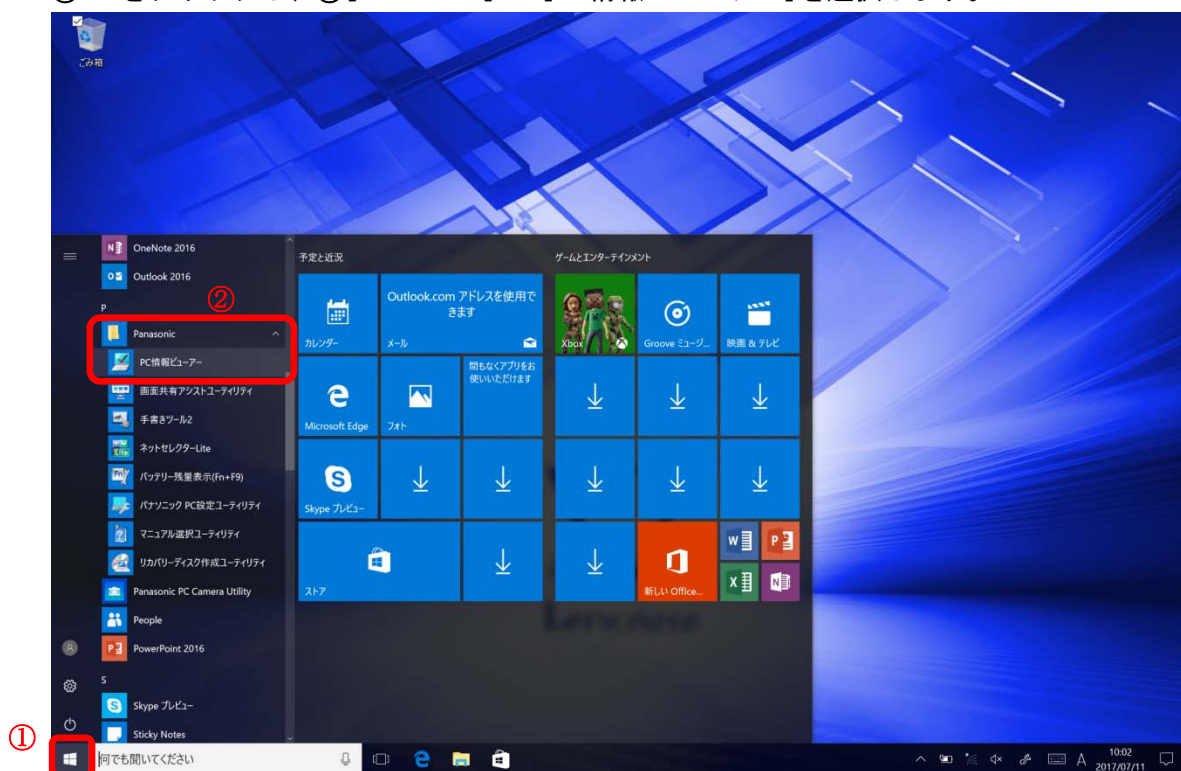 ごみ箱
OneNote 2016
Outlook 2016
②
P
Panasonic
PC情報ビューアー
画面共有アシストユーティリティ
手書きツール2
ネットセレクターLite
バッテリー残量表示(Fn+F9)
パナソニック PC設定ユーティリティ
マニュアル選択ユーティリティ
リカバリーディスク作成ユーティリティ
Panasonic PC Camera Utility
People
PowerPoint 2016
S
Skype プレビュー
Sticky Notes
予定と近況
カレンダー
Outlook.com アドレスを使用で
きます
メール
Microsoft Edge
フォト
間もなくアプリをお
使いいただけます
Skype プレビュー
ストア
ゲームとエンターテインメント
Xbox
Groove ミュージ...
映画 & テレビ
新しい Office...
①
何でも聞いてください
A
10:02
2017/07/11